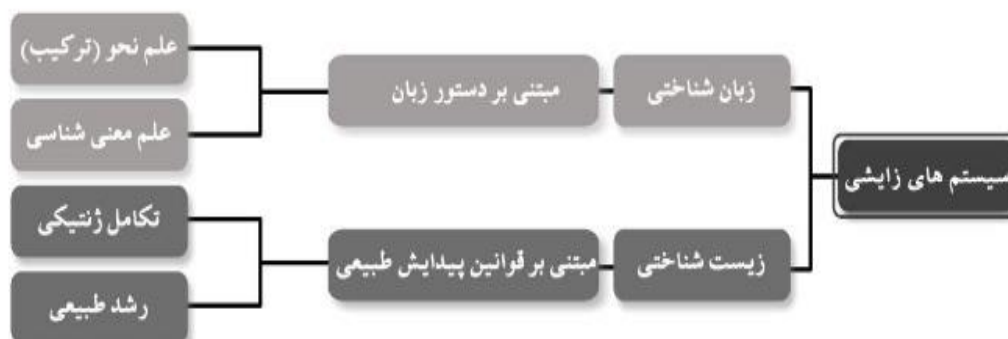 سیستم های زایشی
زبان شناختی
مبتنی بر دستور زبان
علم نحو (ترکیب)
علم معنی شناسی
زیست شناختی
مبتنی بر قوانین پیدایش طبیعی
تکامل ژنتیکی
رشد طبیعی